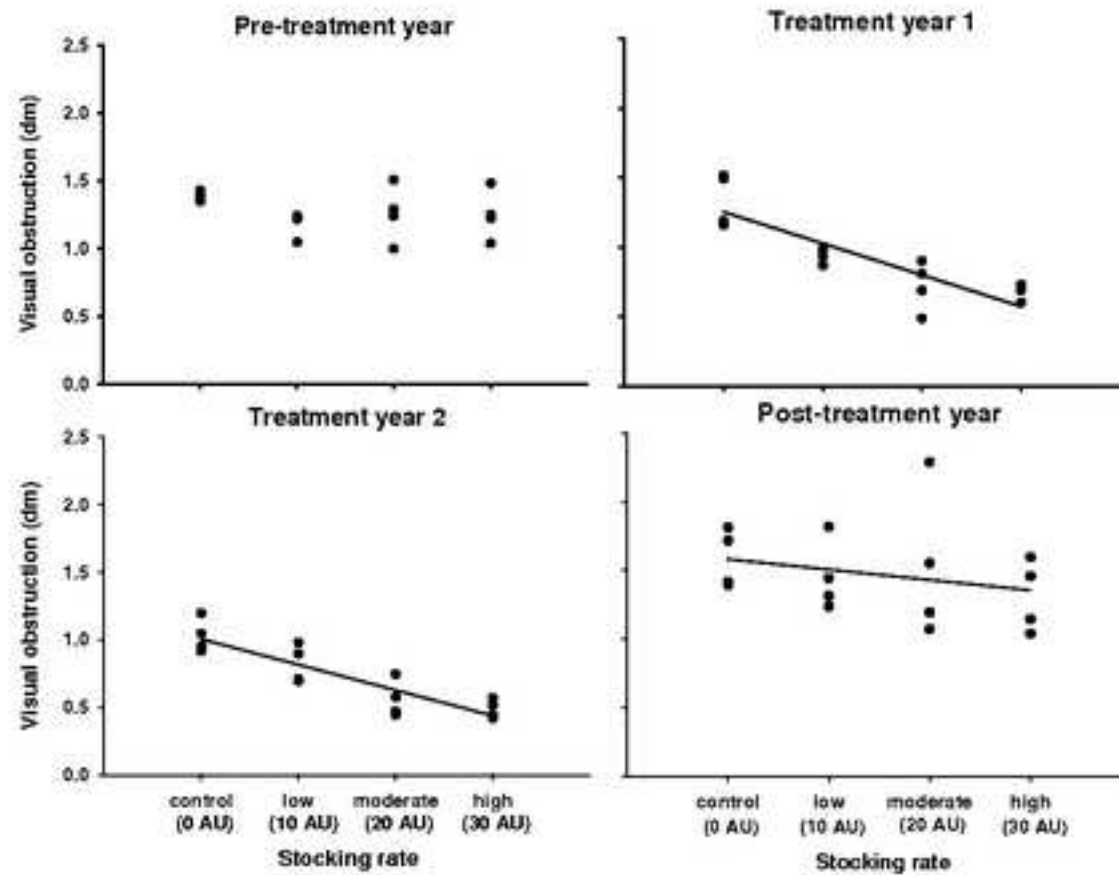 Pre-treatment year
Treatment year 1
Visual obstruction (dm)
2.5
2.0
1.5
1.0
0.5
0.0
Treatment year 2
Post-treatment year
Visual obstruction (dm)
2.5
2.0
1.5
1.0
0.5
0.0
control low moderate high
(0 AU) (10 AU) (20 AU) (30 AU)
Stocking rate
control low moderate high
(0 AU) (10 AU) (20 AU) (30 AU)
Stocking rate